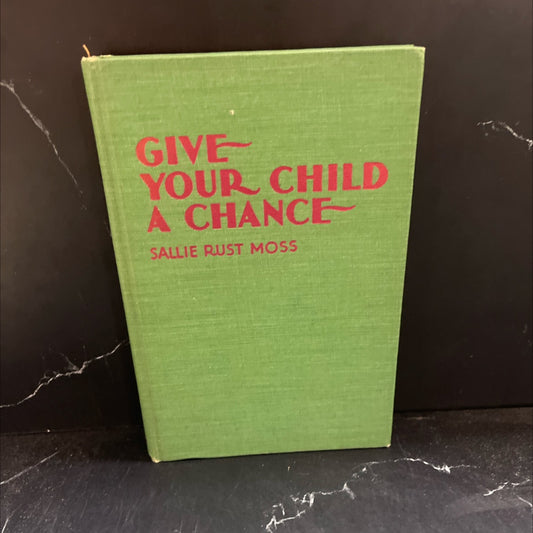 GIVE
YOUR CHILD
A CHANCE
SALLIE RUST MOSS